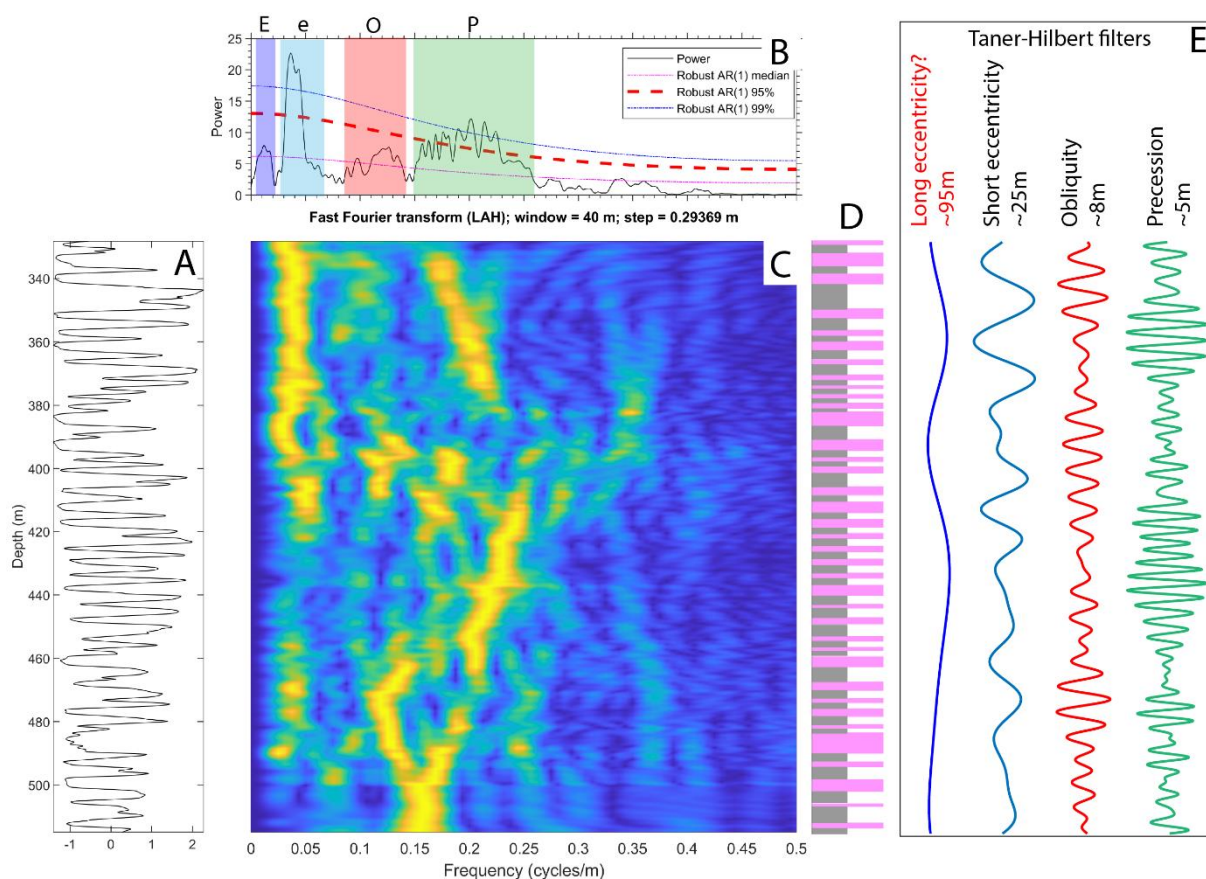 E e O P
B
25
20
15
10
5
0
Power
Power
Robust AR(1) median
Robust AR(1) 95%
Robust AR(1) 99%
Fast Fourier transform (LAH); window = 40 m; step = 0.29369 m
A
340
360
380
400
420
440
460
480
500
Depth (m)
-1 0 1 2
C
0 0.05 0.1 0.15 0.2 0.25 0.3 0.35 0.4 0.45 0.5
Frequency (cycles/m)
D
E
Taner-Hilbert filters
Long eccentricity?
~95m
Short eccentricity
~25m
Obliquity
~8m
Precession
~5m